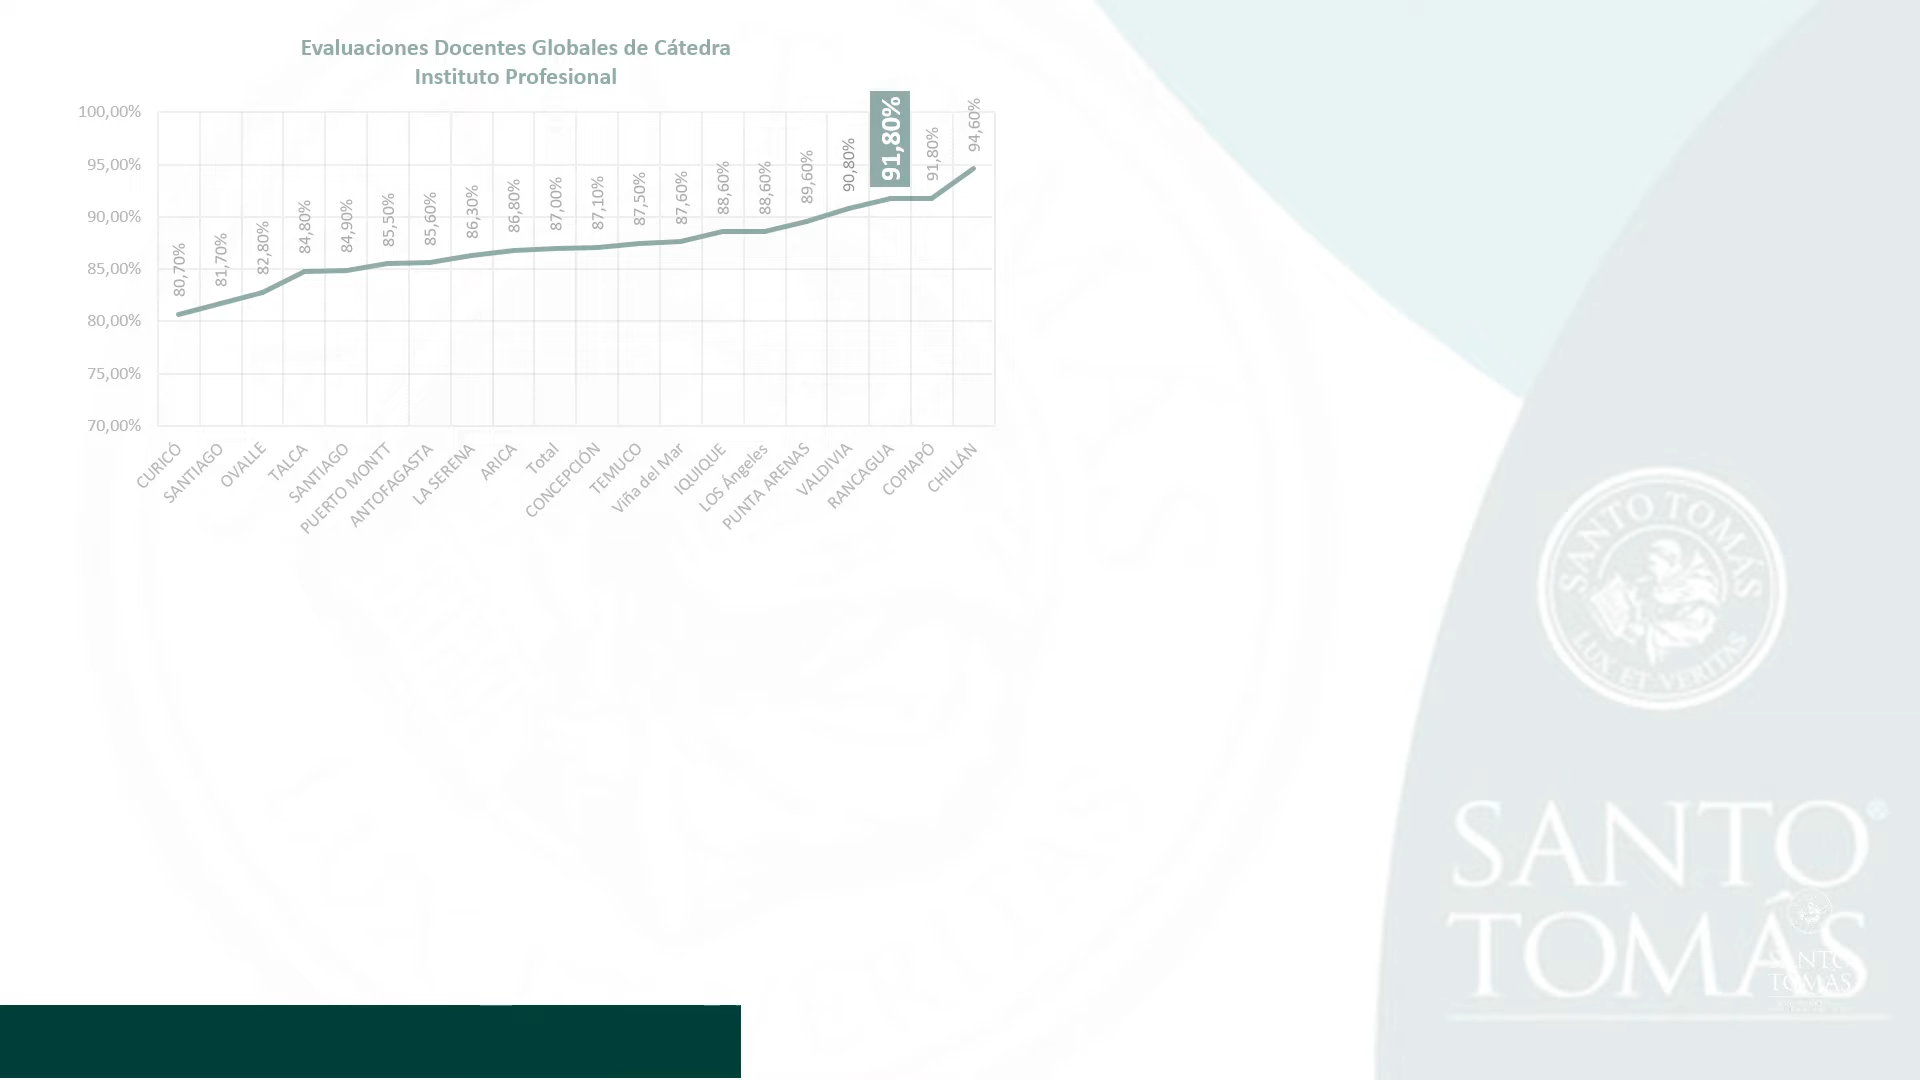 Evaluaciones Docentes Globales de Cátedra
Instituto Profesional
100,00%
95,00%
90,00%
85,00%
80,00%
75,00%
70,00%
80,70%
81,70%
82,80%
84,80%
84,90%
85,50%
85,60%
86,30%
86,80%
87,00%
87,10%
87,50%
87,60%
88,60%
88,60%
89,60%
90,80%
91,80%
91,80%
94,60%
CURICÓ
SANTIAGO
OVALLE
TALCA
SANTIAGO
PUERTO MONTT
ANTOFAGASTA
LA SERENA
ARICA
Total
CONCEPCIÓN
TEMUCO
Viña del Mar
IQUIQUE
LOS Ángeles
PUNTA ARENAS
VALDIVIA
RANCAGUA
COPIAPÓ
CHILLÁN
SANTO TOMÁS
LUX ET VERITAS
SANTO®
TOMÁS
SANTO
TOMÁS